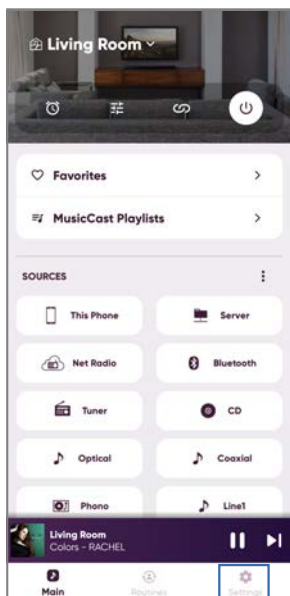 Living Room
Favorites
MusicCast Playlists
SOURCES
This Phone
Server
Net Radio
Bluetooth
Tuner
CD
Optical
Coaxial
Phono
Line1
Living Room
Colors - RACHEL
Main
Routines
Settings